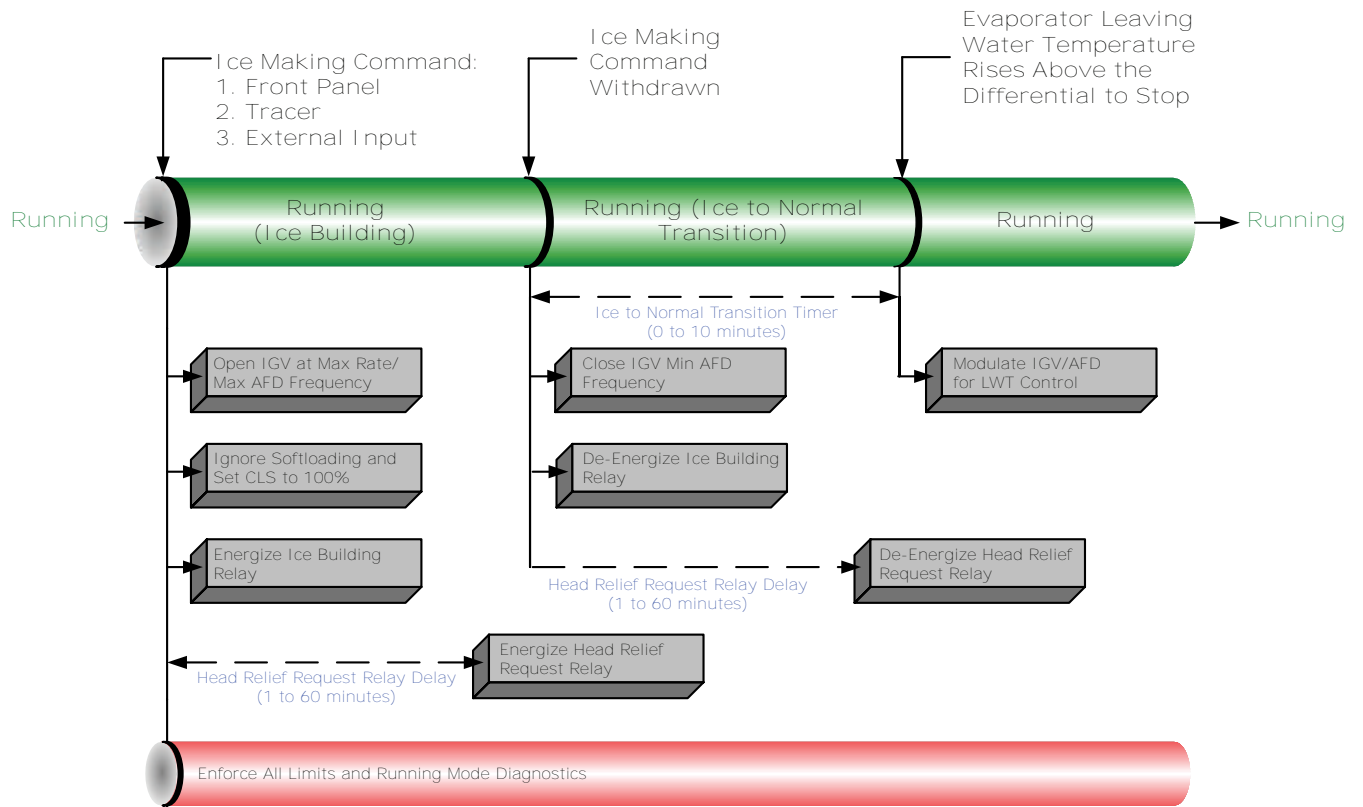 Ice Making Command:
1. Front Panel
2. Tracer
3. External Input
Ice Making
Command
Withdrawn
Evaporator Leaving
Water Temperature
Rises Above the
Differential to Stop
Running
Running
(Ice Building)
Running (Ice to Normal
Transition)
Running
Running
Ice to Normal Transition Timer
(0 to 10 minutes)
Open IGV at Max Rate/
Max AFD Frequency
Close IGV Min AFD
Frequency
Modulate IGV/AFD
for LWT Control
Ignore Softloading and
Set CLS to 100%
De-Energize Ice Building
Relay
Energize Ice Building
Relay
Head Relief Request Relay Delay
(1 to 60 minutes)
De-Energize Head Relief
Request Relay
Head Relief Request Relay Delay
(1 to 60 minutes)
Energize Head Relief
Request Relay
Enforce All Limits and Running Mode Diagnostics